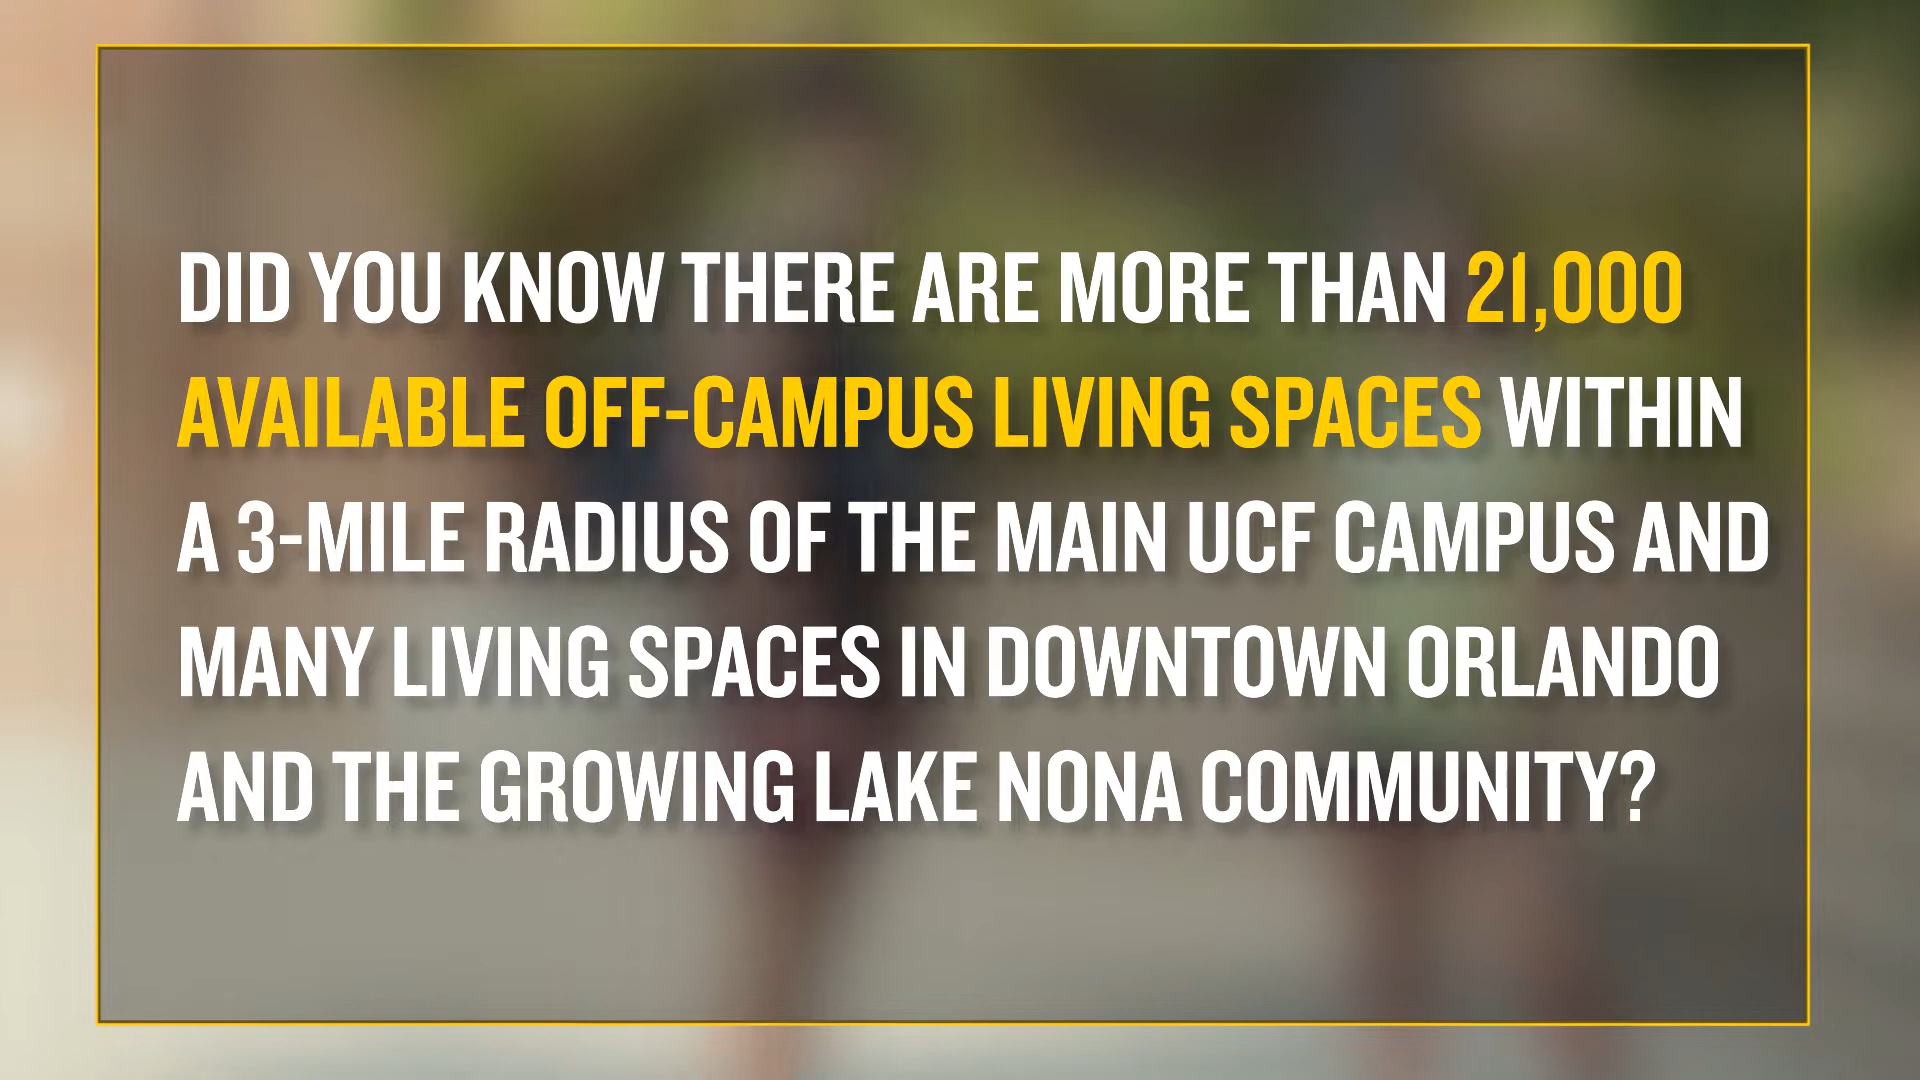 DID YOU KNOW THERE ARE MORE THAN 21,000
AVAILABLE OFF-CAMPUS LIVING SPACES WITHIN
A 3-MILE RADIUS OF THE MAIN UCF CAMPUS AND
MANY LIVING SPACES IN DOWNTOWN ORLANDO
AND THE GROWING LAKE NONA COMMUNITY?